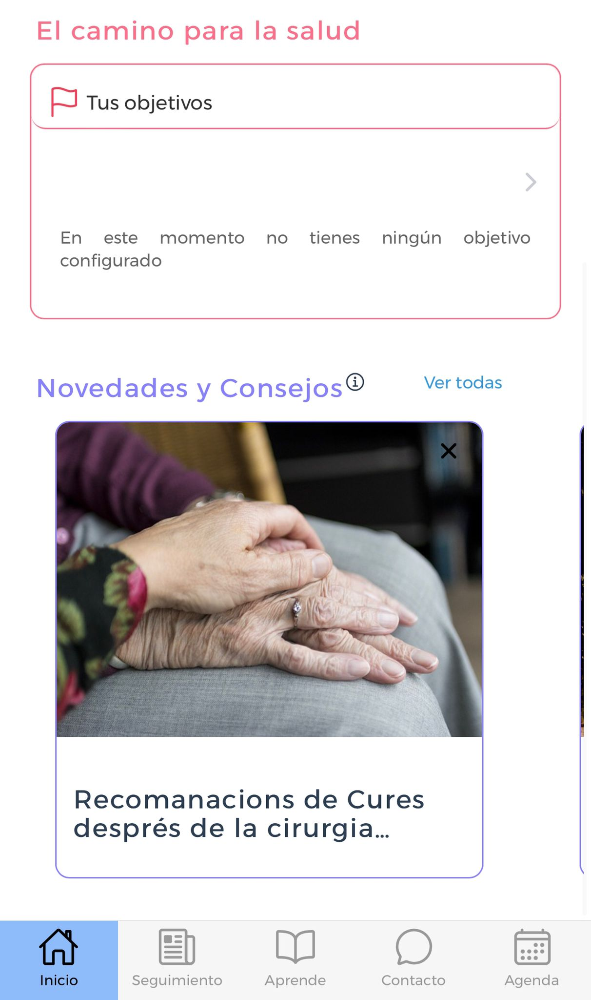 El camino para la salud
Tus objetivos
En este momento no tienes ningún objetivo
configurado
Novedades y Consejos
Ver todas
Recomanacions de Cures
després de la cirurgia...
Inicio
Seguimiento
Aprende
Contacto
Agenda